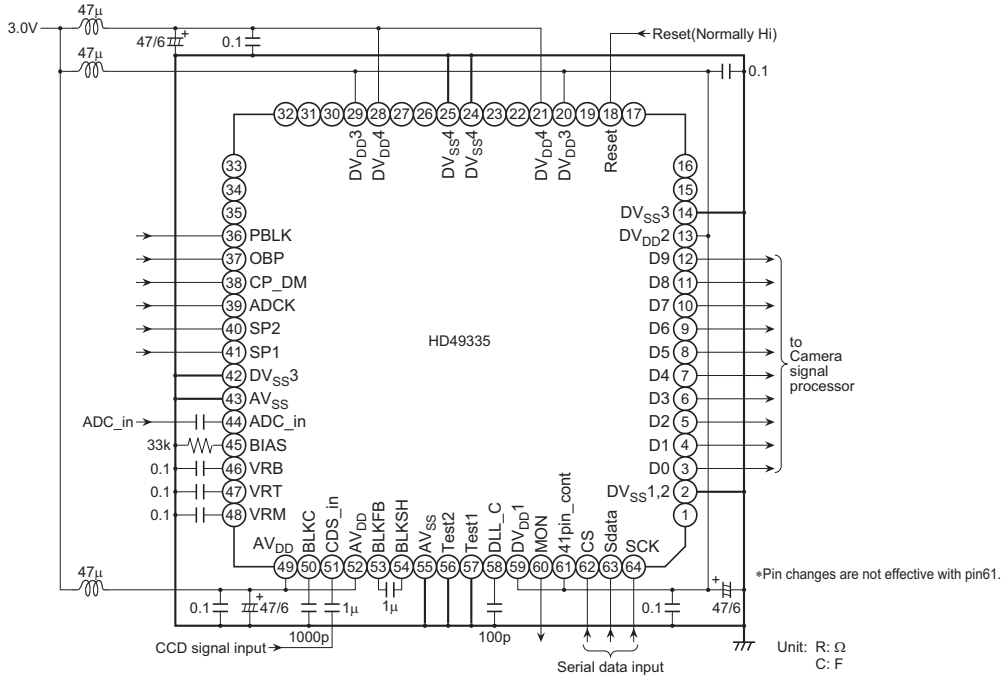 47μ
3.0V
47/6
+
0.1
Reset(Normally Hi)
47μ
0.1
32 31 30 29 28 27 26 25 24 23 22 21 20 19 18 17
DVDD3
DVDD4
DVSS4
DVSS4
DVDD4
DVDD3
Reset
33
34
35
36 PBLK
37 OBP
38 CP_DM
39 ADCK
40 SP2
41 SP1
42 DVSS3
43 AVSS
ADC_in 44 ADC_in
33k 45 BIAS
0.1 46 VRB
0.1 47 VRT
0.1 48 VRM
HD49335
16
15
DVSS3 14
DVDD2 13
D9 12
D8 11
D7 10
D6 9
D5 8
D4 7
D3 6
D2 5
D1 4
D0 3
DVSS1,2 2
1
to
Camera
signal
processor
AVDD
BLKC
CDS_in
AVDD
BLKFB
BLKSH
AVSS
Test2
Test1
DLL_C
DVDD1
MON
41pin_cont
CS
Sdata
SCK
49 50 51 52 53 54 55 56 57 58 59 60 61 62 63 64
47μ
*Pin changes are not effective with pin61.
0.1
+
47/6
1μ
1μ
0.1
+
47/6
1000p
100p
CCD signal input
Serial data input
Unit: R: Ω
C: F